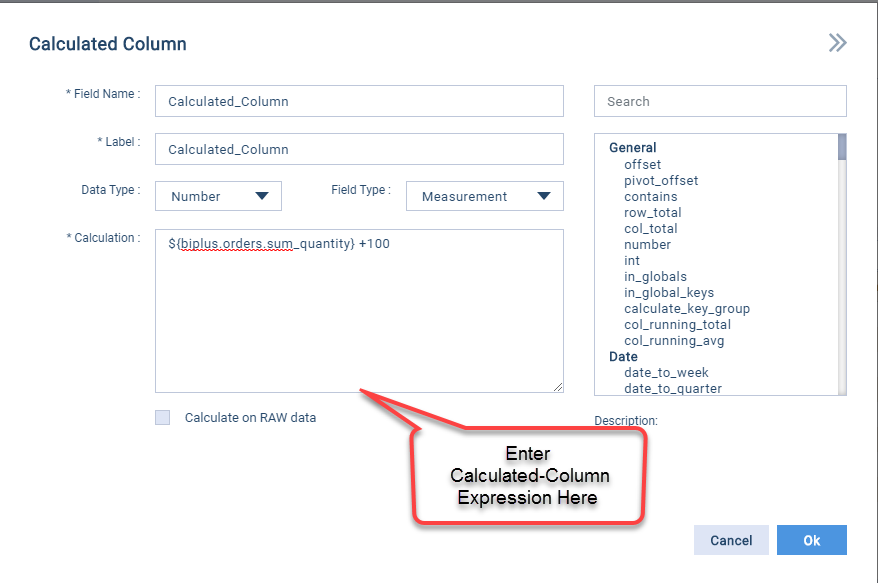 Calculated Column
* Field Name :
Calculated_Column
* Label :
Calculated_Column
Data Type :
Number
Field Type :
Measurement
* Calculation :
${biplus.orders.sum_quantity} +100
Calculate on RAW data
Search
General
offset
pivot_offset
contains
row_total
col_total
number
int
in_globals
in_global_keys
calculate_key_group
col_running_total
col_running_avg
Date
date_to_week
date_to_quarter
Description:
Enter
Calculated-Column
Expression Here
Cancel
Ok